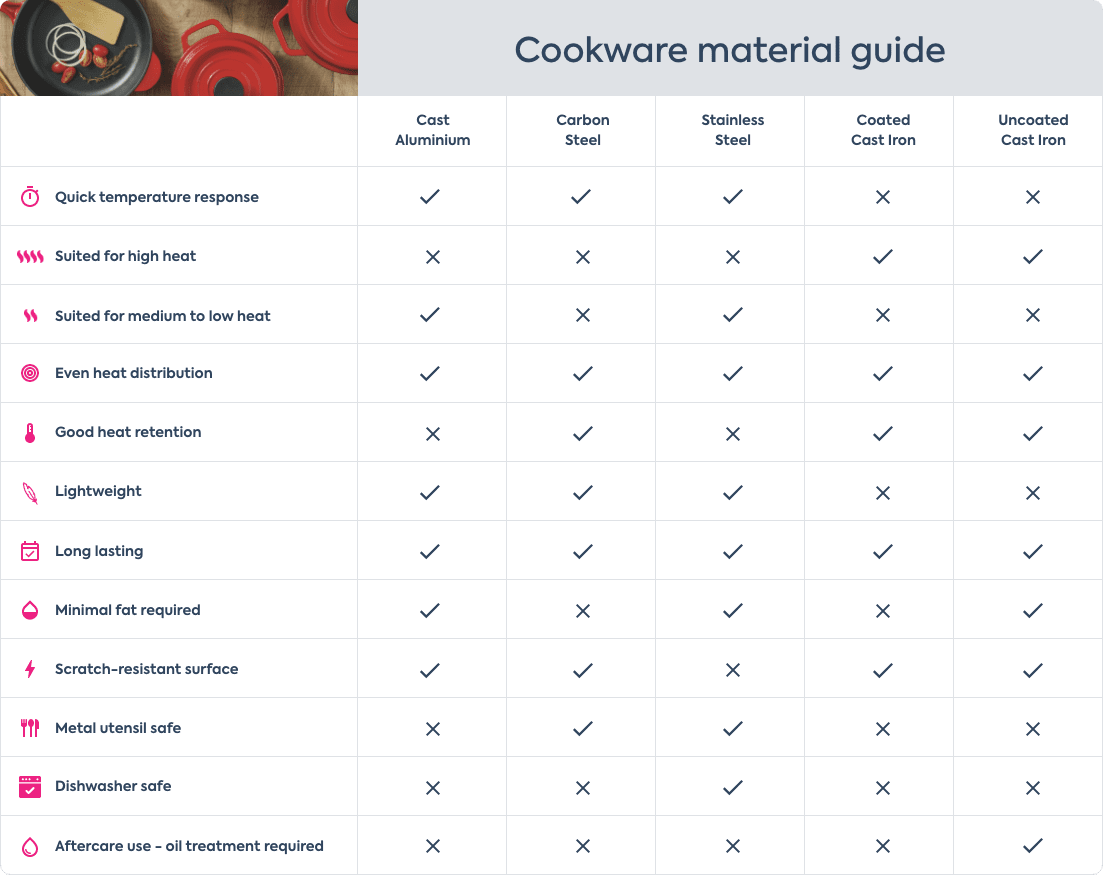 Cookware material guide
Cast
Aluminium
Carbon
Steel
Stainless
Steel
Coated
Cast Iron
Uncoated
Cast Iron
Quick temperature response
Suited for high heat
Suited for medium to low heat
Even heat distribution
Good heat retention
Lightweight
Long lasting
Minimal fat required
Scratch-resistant surface
Metal utensil safe
Dishwasher safe
Aftercare use - oil treatment required